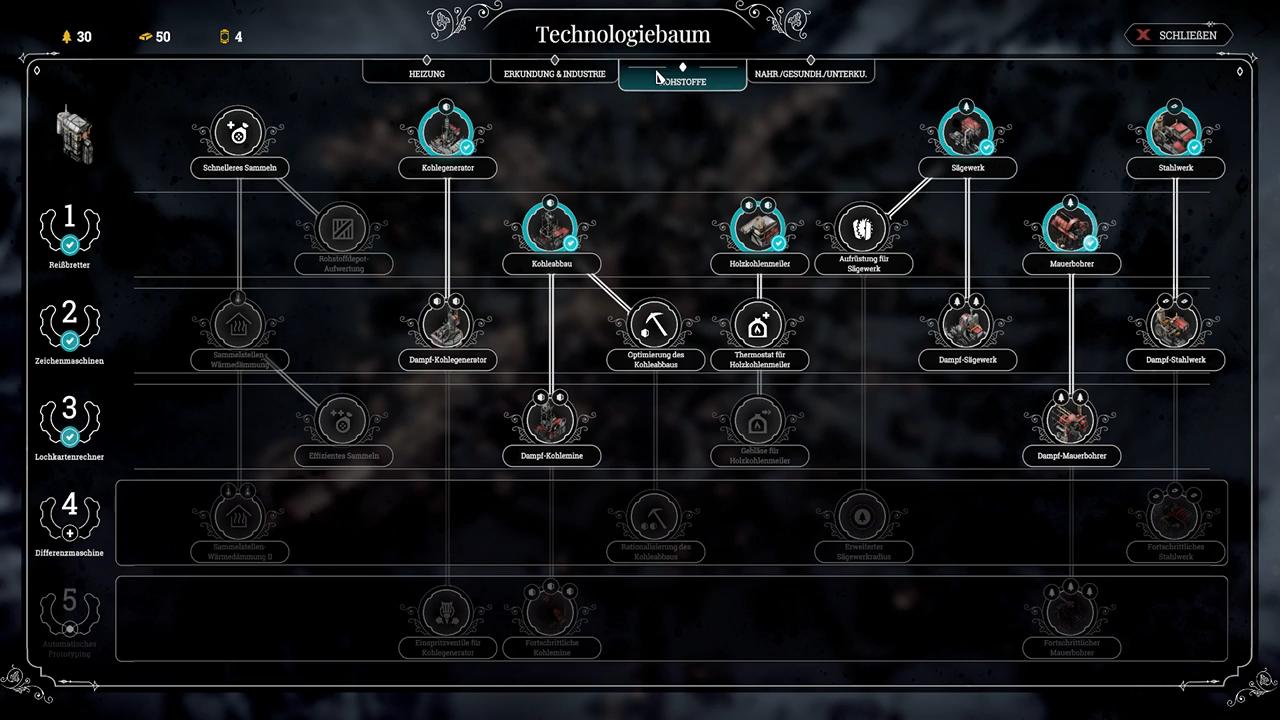 30 50 4
Technologiebaum
SCHLIEßEN
HEIZUNG
ERKUNDUNG & INDUSTRIE
ROHSTOFFE
NAHR./GESUNDH./UNTERKU.
Schnelleres Sammeln
Kohlegenerator
Sägewerk
Stahlwerk
1
Reißbretter
Rohstoffdepot-
Aufwertung
Kohleabbau
Holzkohlenmeiler
Aufrüstung für
Sägewerk
Mauerbohrer
2
Zeichenmaschinen
Sammelstellen-
Wärmedämmung
Dampf-Kohlegenerator
Optimierung des
Kohleabbaus
Thermostat für
Holzkohlenmeiler
Dampf-Sägewerk
Dampf-Stahlwerk
3
Lochkartenrechner
Effizientes Sammeln
Dampf-Kohlemine
Gebläse für
Holzkohlenmeiler
Dampf-Mauerbohrer
4
Differenzmaschine
Sammelstellen-
Wärmedämmung II
Rationalisierung des
Kohleabbaus
Erweiterter
Sägewerkradius
Fortschrittliches
Stahlwerk
5
Automatisches
Prototyping
Einspritzventile für
Kohlegenerator
Fortschrittliche
Kohlemine
Fortschrittlicher
Mauerbohrer